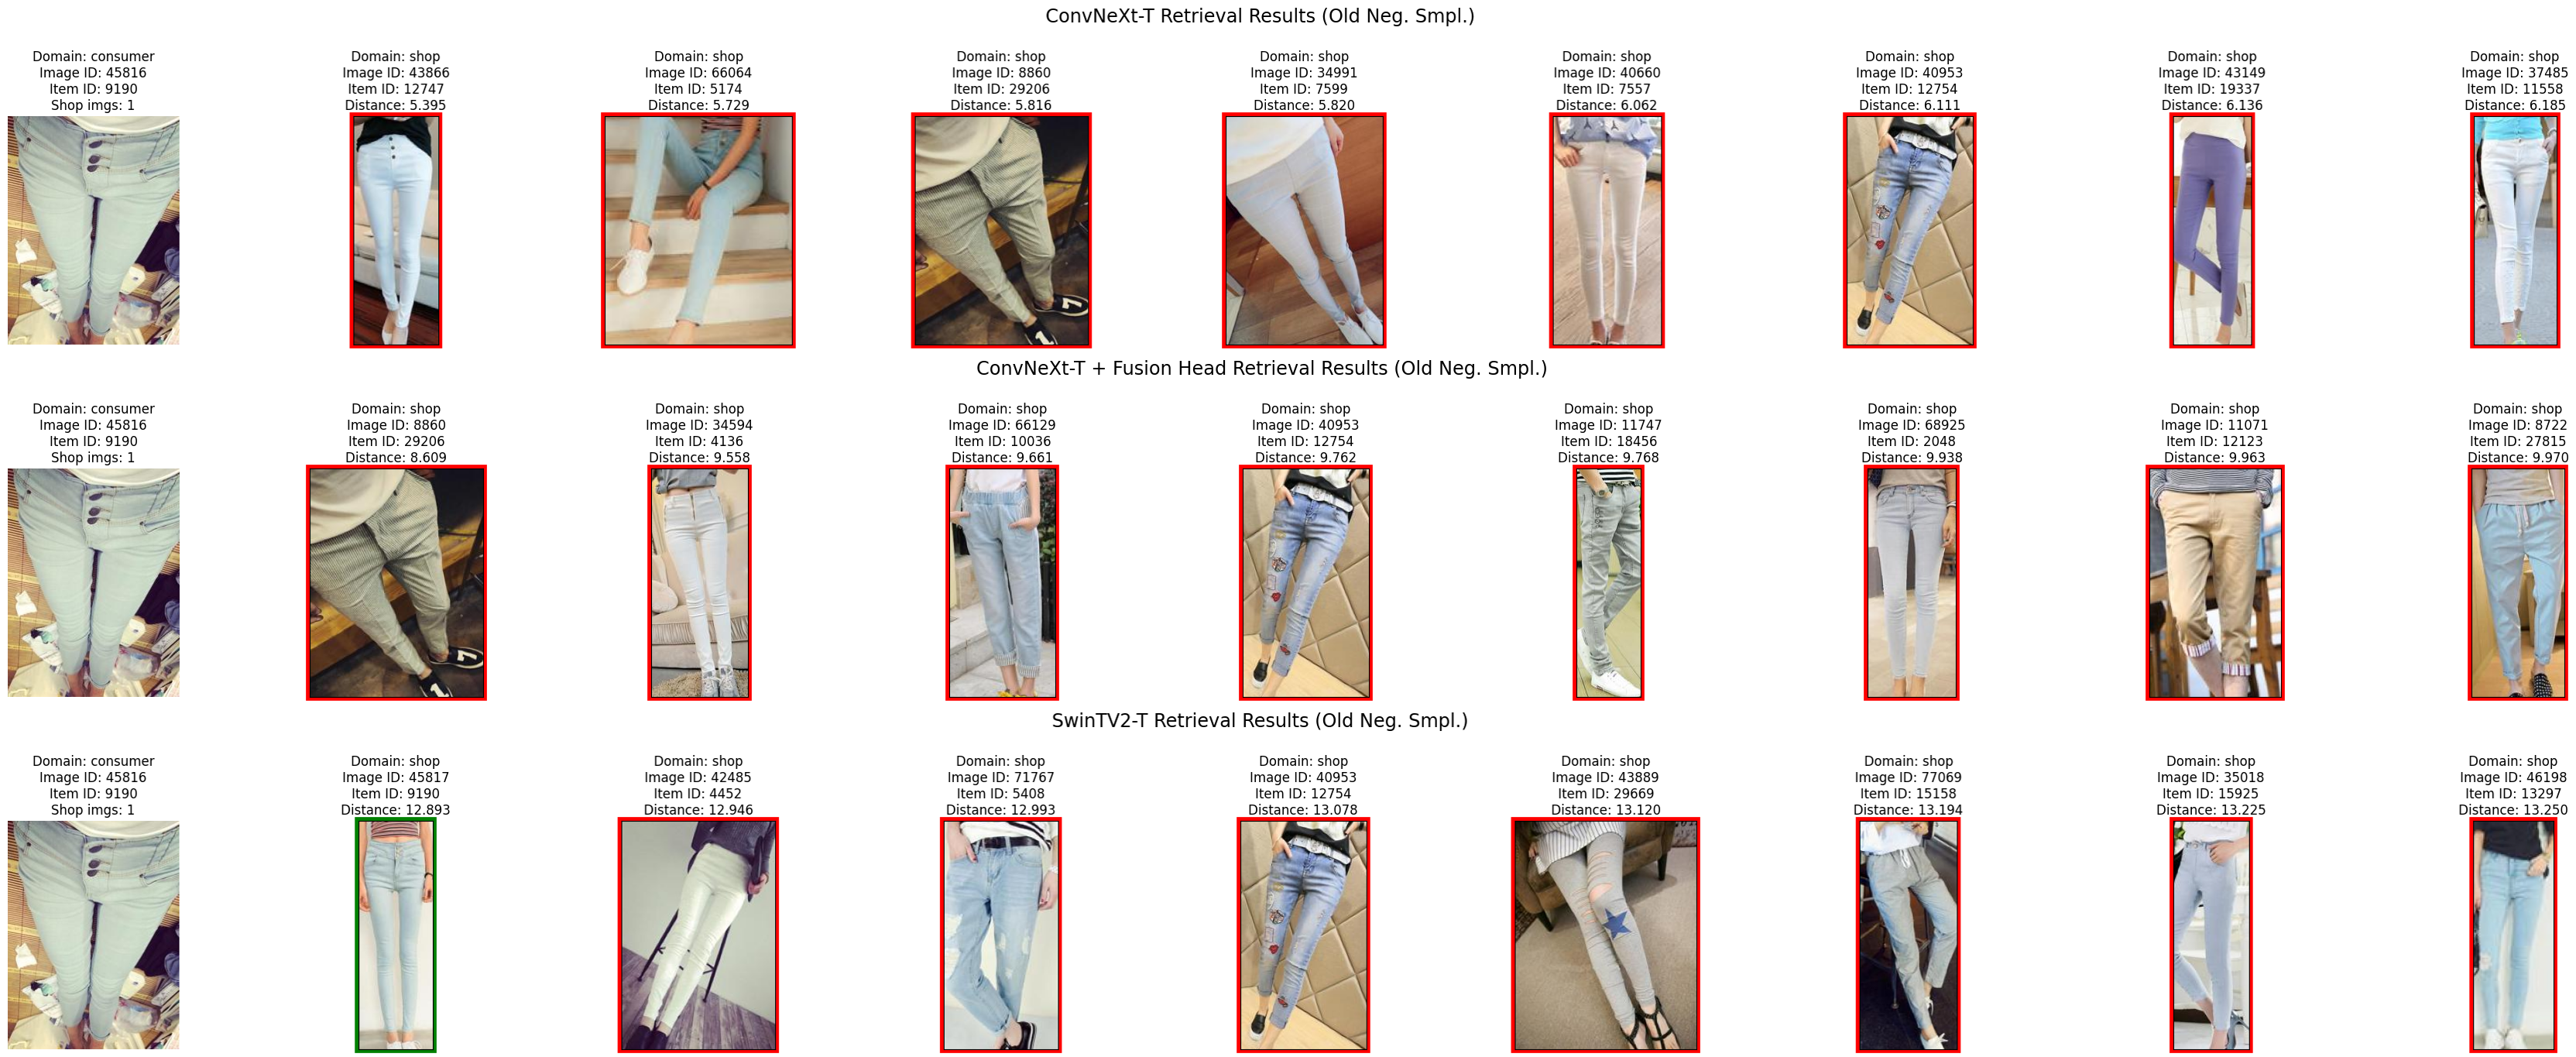 ConvNeXt-T Retrieval Results (Old Neg. Smpl.)
Domain: consumer
Image ID: 45816
Item ID: 9190
Shop imgs: 1
Domain: shop
Image ID: 43866
Item ID: 12747
Distance: 5.395
Domain: shop
Image ID: 66064
Item ID: 5174
Distance: 5.729
Domain: shop
Image ID: 8860
Item ID: 29206
Distance: 5.816
Domain: shop
Image ID: 34991
Item ID: 7599
Distance: 5.820
Domain: shop
Image ID: 40660
Item ID: 7557
Distance: 6.062
Domain: shop
Image ID: 40953
Item ID: 12754
Distance: 6.111
Domain: shop
Image ID: 43149
Item ID: 19337
Distance: 6.136
Domain: shop
Image ID: 37485
Item ID: 11558
Distance: 6.185
ConvNeXt-T + Fusion Head Retrieval Results (Old Neg. Smpl.)
Domain: consumer
Image ID: 45816
Item ID: 9190
Shop imgs: 1
Domain: shop
Image ID: 8860
Item ID: 29206
Distance: 8.609
Domain: shop
Image ID: 34594
Item ID: 4136
Distance: 9.558
Domain: shop
Image ID: 66129
Item ID: 10036
Distance: 9.661
Domain: shop
Image ID: 40953
Item ID: 12754
Distance: 9.762
Domain: shop
Image ID: 11747
Item ID: 18456
Distance: 9.768
Domain: shop
Image ID: 68925
Item ID: 2048
Distance: 9.938
Domain: shop
Image ID: 11071
Item ID: 12123
Distance: 9.963
Domain: shop
Image ID: 8722
Item ID: 27815
Distance: 9.970
SwinTV2-T Retrieval Results (Old Neg. Smpl.)
Domain: consumer
Image ID: 45816
Item ID: 9190
Shop imgs: 1
Domain: shop
Image ID: 45817
Item ID: 9190
Distance: 12.893
Domain: shop
Image ID: 42485
Item ID: 4452
Distance: 12.946
Domain: shop
Image ID: 71767
Item ID: 5408
Distance: 12.993
Domain: shop
Image ID: 40953
Item ID: 12754
Distance: 13.078
Domain: shop
Image ID: 43889
Item ID: 29669
Distance: 13.120
Domain: shop
Image ID: 77069
Item ID: 15158
Distance: 13.194
Domain: shop
Image ID: 35018
Item ID: 15925
Distance: 13.225
Domain: shop
Image ID: 46198
Item ID: 13297
Distance: 13.250